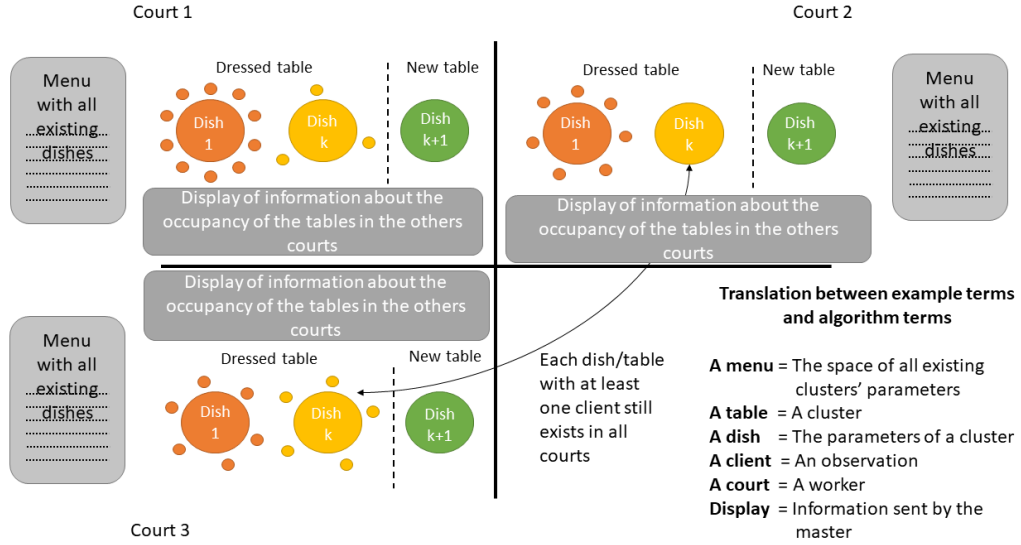 Court 1
Court 2
Menu
with all
existing
dishes
Dressed table
New table
Dish
1
Dish
k
Dish
k+1
Display of information about the
occupancy of the tables in the others
courts
Dressed table
New table
Dish
1
Dish
k
Dish
k+1
Menu
with all
existing
dishes
Display of information about the
occupancy of the tables in the others
courts
Display of information about the
occupancy of the tables in the others
courts
Menu
with all
existing
dishes
Dressed table
New table
Dish
1
Dish
k
Dish
k+1
Court 3
Each dish/table
with at least
one client still
exists in all
courts
Translation between example terms
and algorithm terms
A menu = The space of all existing
clusters' parameters
A table = A cluster
A dish = The parameters of a cluster
A client = An observation
A court = A worker
Display = Information sent by the
master